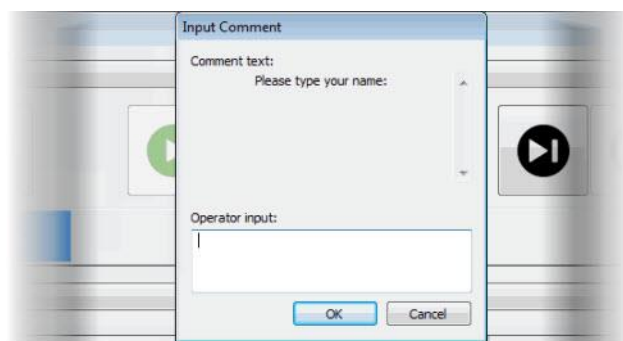 Input Comment
Comment text:
Please type your name:
Operator input:
OK Cancel